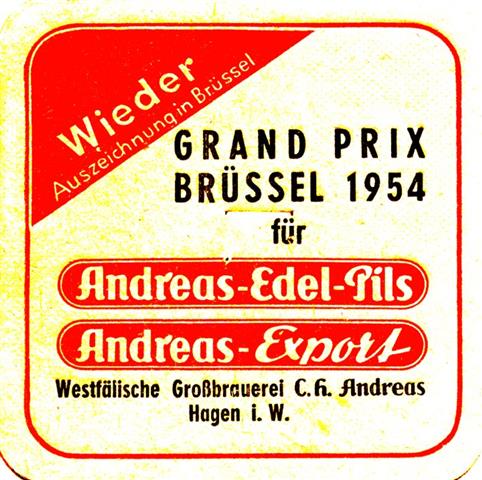 Wieder
Auszeichnung in Brüssel
GRAND PRIX
BRÜSSEL 1954
für
Andreas-Edel-Pils
Andreas-Export
Westfälische Großbrauerei C. h. Andreas
Hagen i. W.